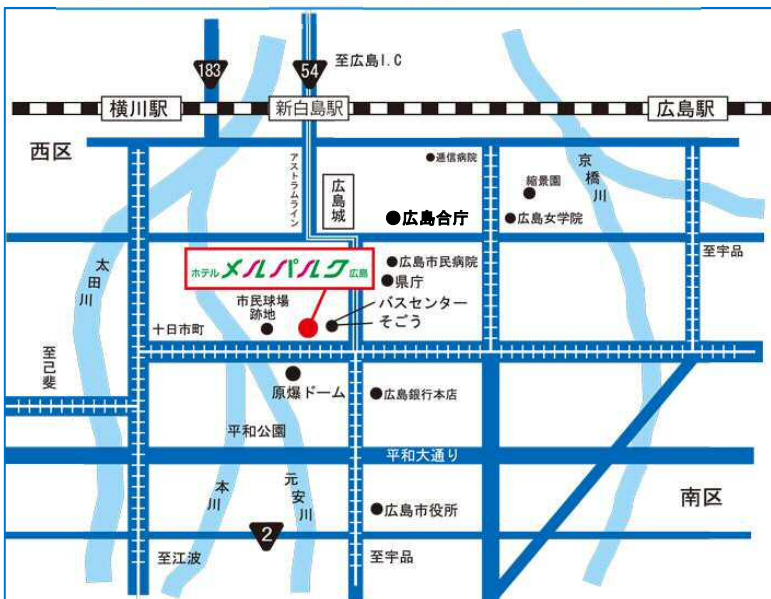 183
54
至広島I.C
横川駅
新白島駅
広島駅
西区
アストラムライン
広島城
逓信病院
京橋川
縮景園
広島合庁
広島女学院
太田川
ホテル メルパルク 広島
広島市民病院
県庁
至宇品
市民球場
跡地
バスセンター
そごう
十日市町
至己斐
原爆ドーム
広島銀行本店
平和公園
平和大通り
本川
元安川
南区
広島市役所
2
至江波
至宇品